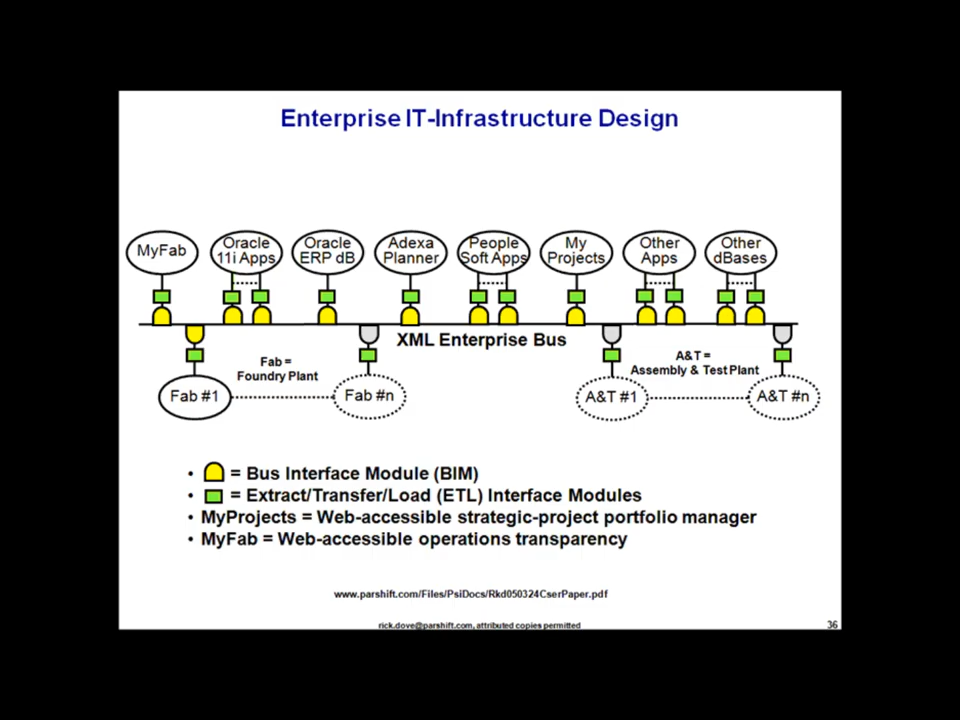 Enterprise IT-Infrastructure Design
MyFab
Oracle
11i Apps
Oracle
ERP dB
Adexa
Planner
People
Soft Apps
My
Projects
Other
Apps
Other
dBases
XML Enterprise Bus
Fab =
Foundry Plant
A&T =
Assembly & Test Plant
Fab #1
Fab #n
A&T #1
A&T #n
• = Bus Interface Module (BIM)
• = Extract/Transfer/Load (ETL) Interface Modules
• MyProjects = Web-accessible strategic-project portfolio manager
• MyFab = Web-accessible operations transparency
www.parshift.com/Files/PsiDocs/Rkd050324CserPaper.pdf
rick.dove@parshift.com, attributed copies permitted
36